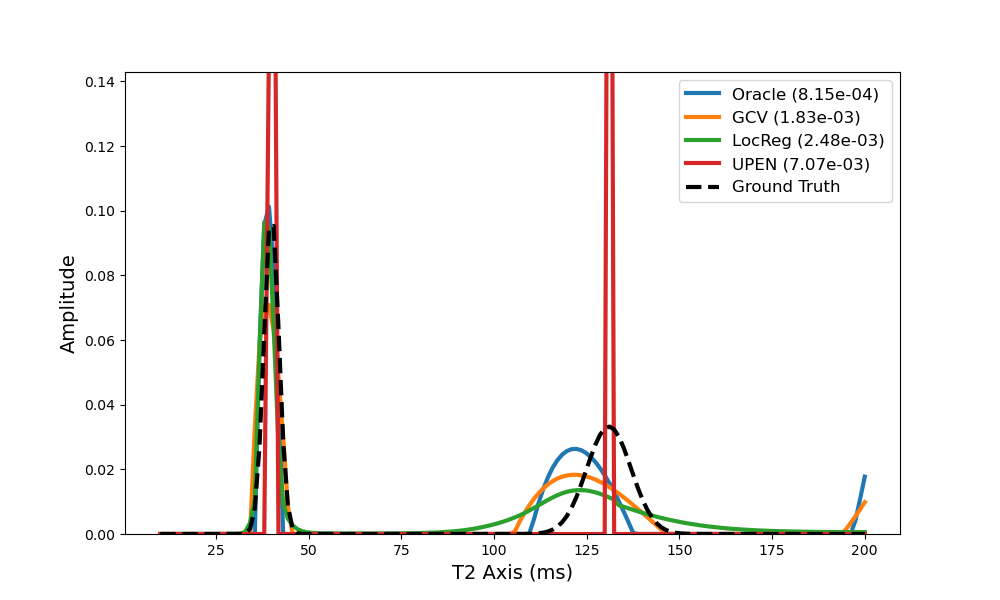 0.14
0.12
0.10
0.08
0.06
0.04
0.02
0.00
Amplitude
25
50
75
100
125
150
175
200
T2 Axis (ms)
Oracle (8.15e-04)
GCV (1.83e-03)
LocReg (2.48e-03)
UPEN (7.07e-03)
Ground Truth